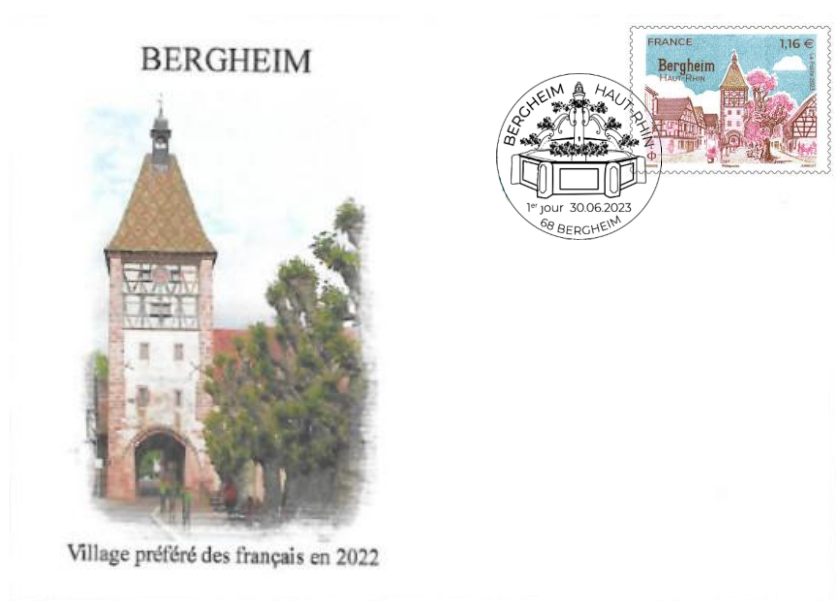 BERGHEIM
Village préféré des français en 2022
BERGHEIM HAUT-RHIN
1er jour 30.06.2023
68 BERGHEIM
FRANCE 1,16 €
Bergheim
HAUT-RHIN